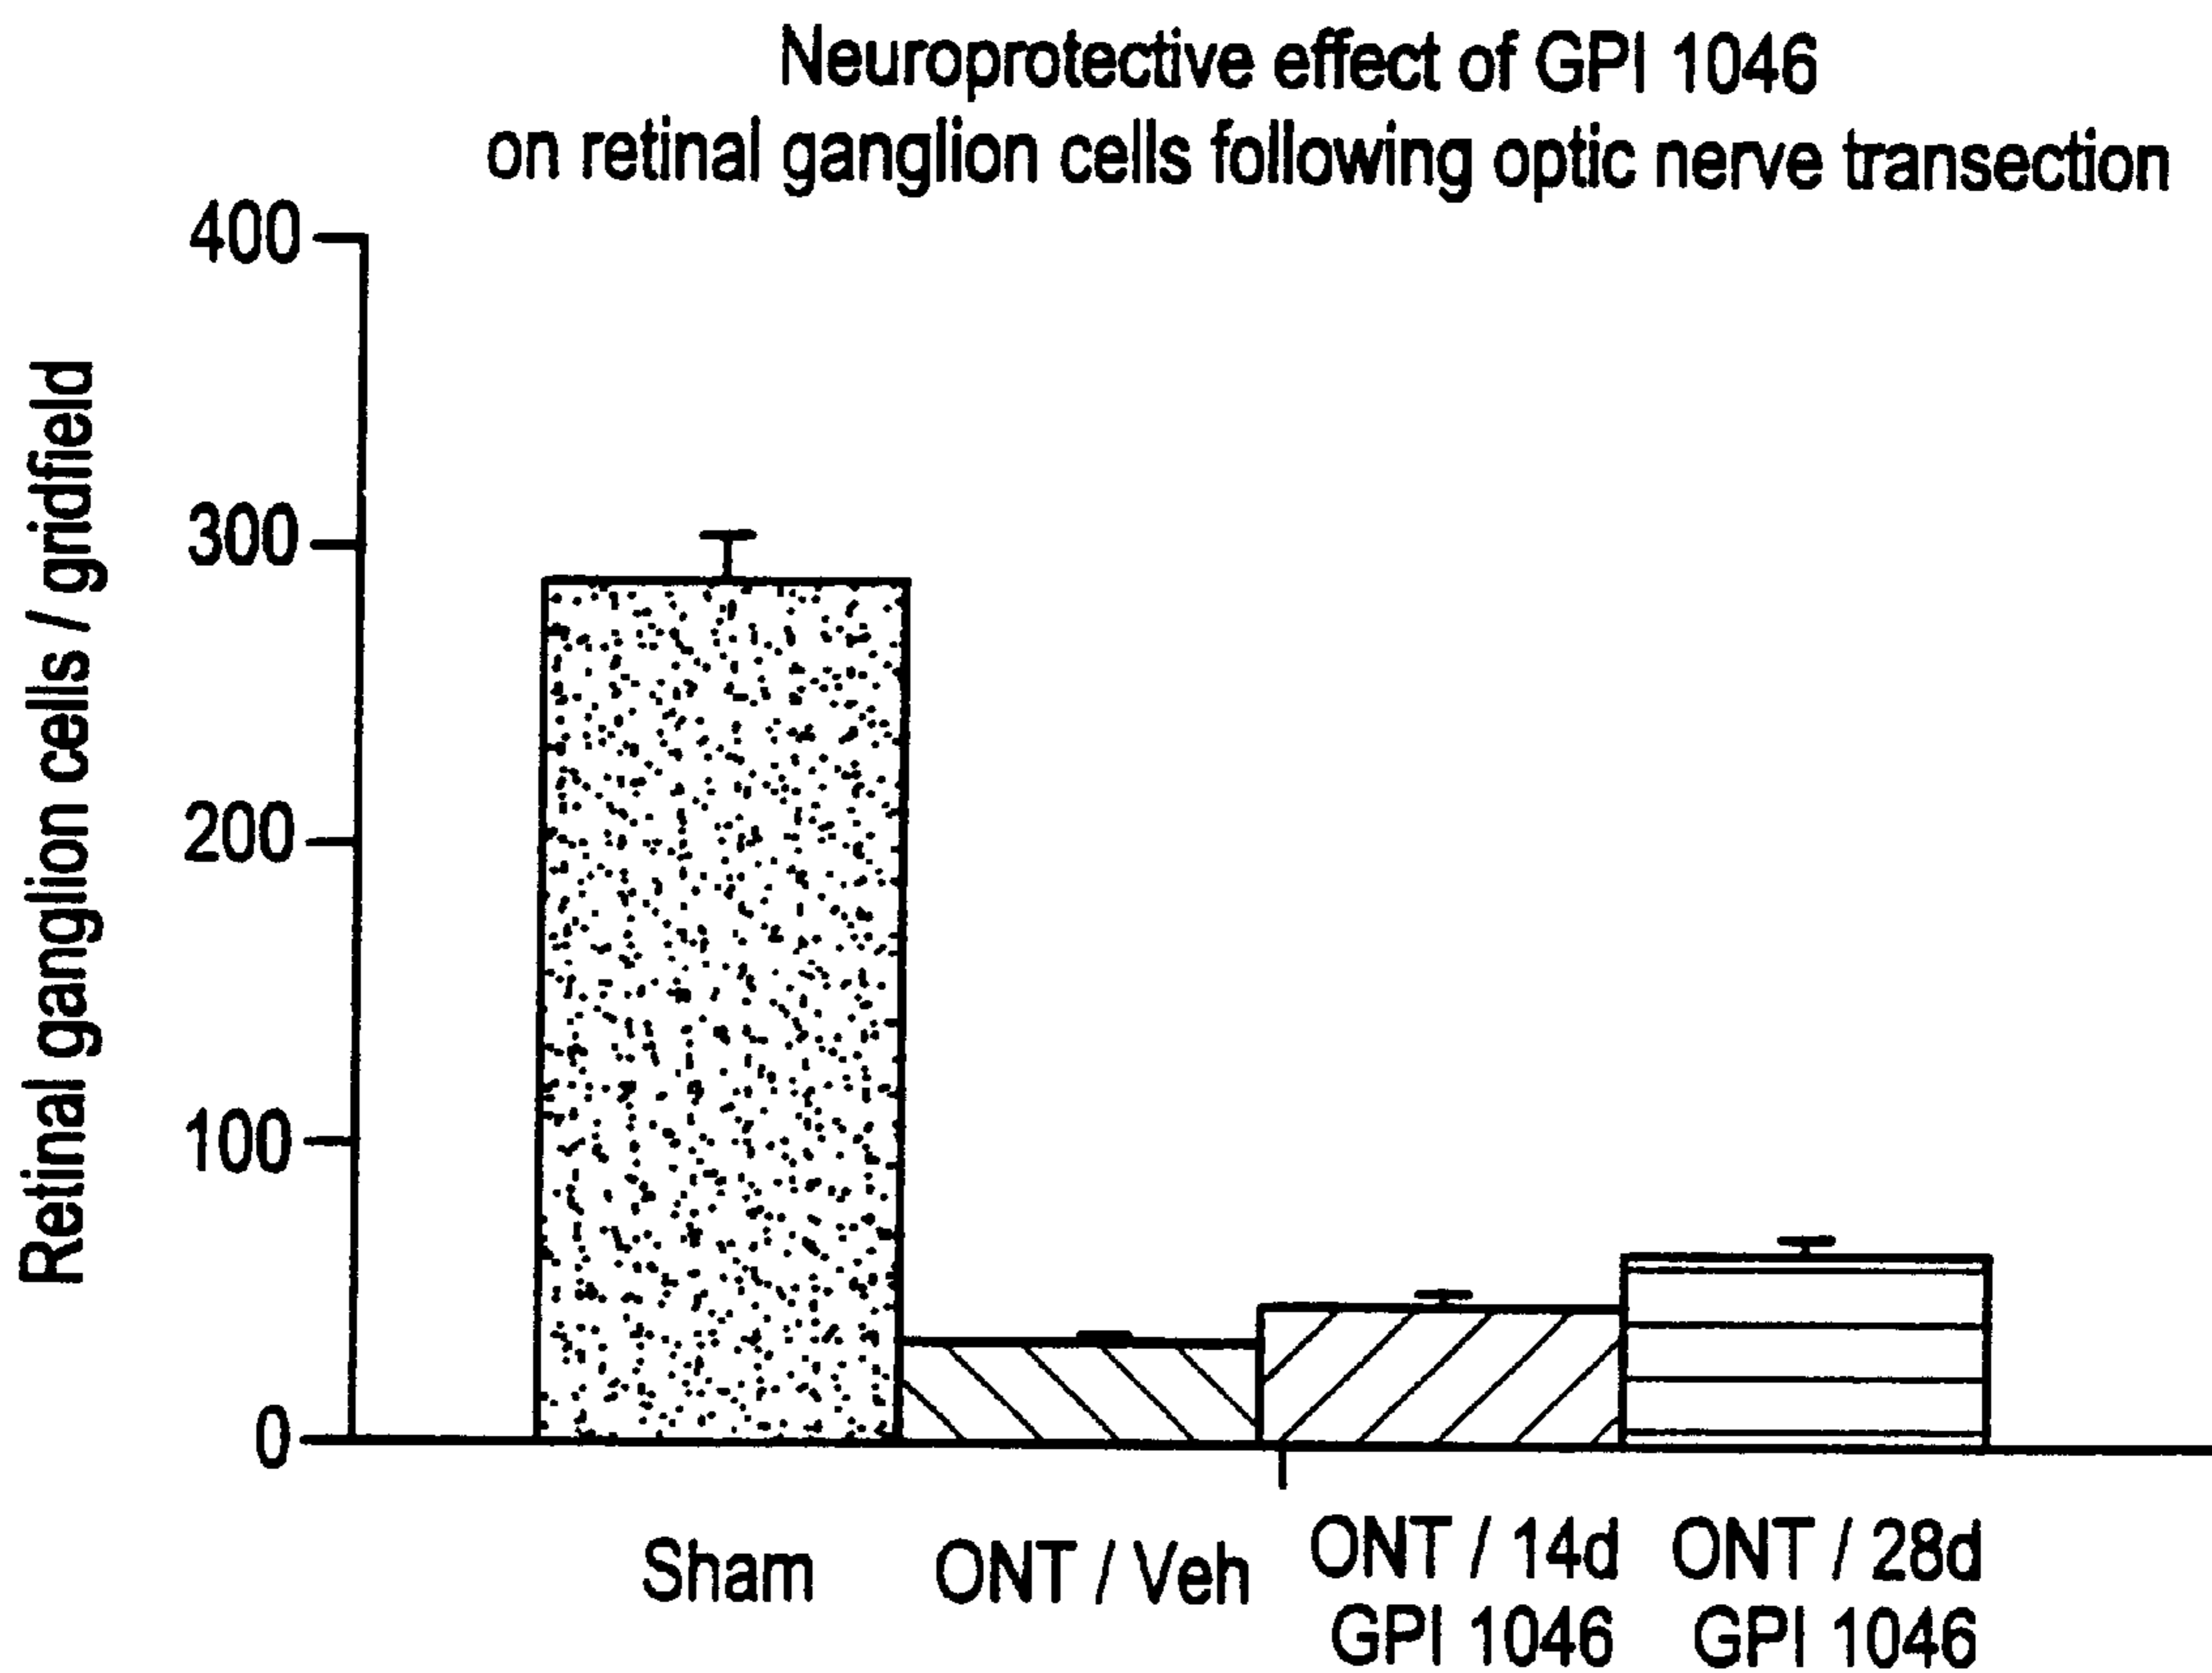 Neuroprotective effect of GPI 1046
on retinal ganglion cells following optic nerve transection
Retinal ganglion cells / gridfield
400
300
200
100
0
Sham
ONT / Veh
ONT / 14d
GPI 1046
ONT / 28d
GPI 1046